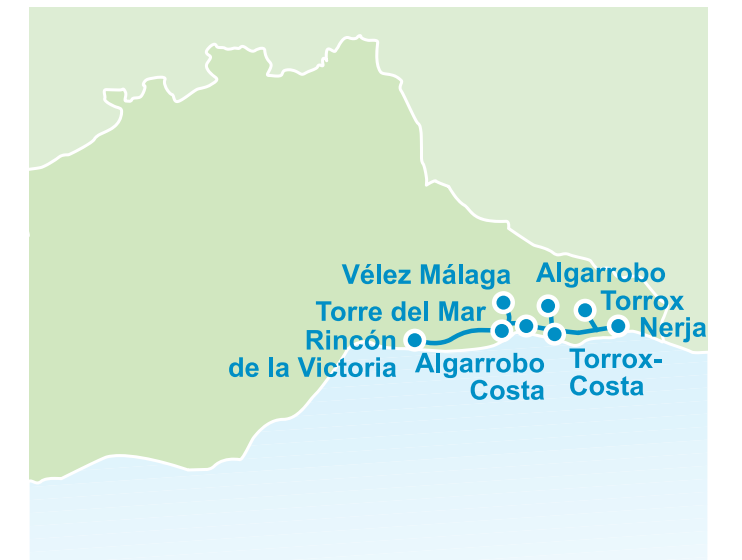 Vélez Málaga
Algarrobo
Torre del Mar
Torrox
Rincón
de la Victoria
Nerja
Algarrobo
Costa
Torrox-
Costa